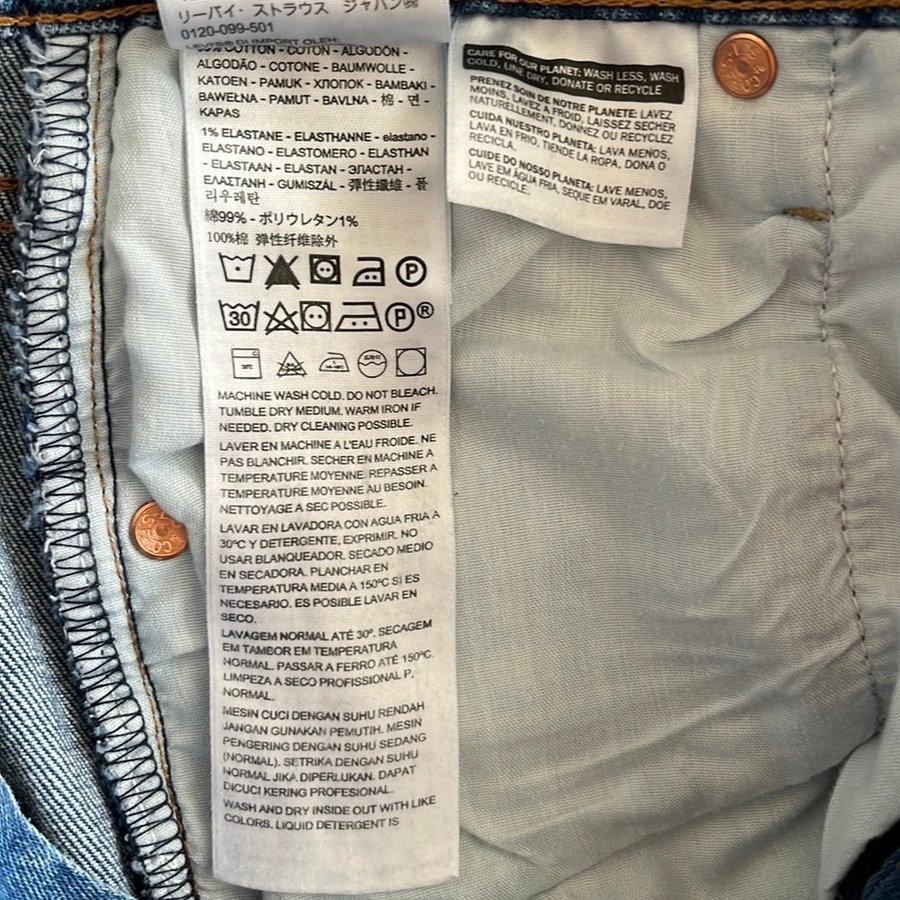 リーバイ・ストラウス ジャパン㈱
0120-099-501
99% COTTON - COTON - ALGODÓN -
ALGODÃO - COTONE - BAUMWOLLE -
KATOEN - PAMUK - ХЛОПОК - BAMBAKI -
BAWEŁNA - PAMUT - BAVLNA - 棉 - 면 -
KAPAS
1% ELASTANE - ELASTHANNE - elastano -
ELASTANO - ELASTOMERO - ELASTHAN
- ELASTAAN - ELASTAN - ЭЛАСТАН -
ΕΛΑΣΤΑΝΗ - GUMISZÁL - 弹性纖维 - 폴
리우레탄
綿99% - ポリウレタン1%
100%棉 弹性纤维除外
P
30
P®
MACHINE WASH COLD. DO NOT BLEACH.
TUMBLE DRY MEDIUM. WARM IRON IF
NEEDED. DRY CLEANING POSSIBLE.
LAVER EN MACHINE A L'EAU FROIDE. NE
PAS BLANCHIR. SECHER EN MACHINE A
TEMPERATURE MOYENNE. REPASSER A
TEMPERATURE MOYENNE AU BESOIN.
NETTOYAGE A SEC POSSIBLE.
LAVAR EN LAVADORA CON AGUA FRIA A
30ºC Y DETERGENTE, EXPRIMIR. NO
USAR BLANQUEADOR. SECADO MEDIO
EN SECADORA. PLANCHAR EN
TEMPERATURA MEDIA A 150ºC SI ES
NECESARIO. ES POSIBLE LAVAR EN
SECO.
LAVAGEM NORMAL ATÉ 30º. SECAGEM
EM TAMBOR EM TEMPERATURA
NORMAL. PASSAR A FERRO ATÉ 150ºC.
LIMPEZA A SECO PROFISSIONAL P,
NORMAL.
MESIN CUCI DENGAN SUHU RENDAH
JANGAN GUNAKAN PEMUTIH. MESIN
PENGERING DENGAN SUHU SEDANG
(NORMAL). SETRIKA DENGAN SUHU
NORMAL JIKA DIPERLUKAN. DAPAT
DICUCI KERING PROFESIONAL.
WASH AND DRY INSIDE OUT WITH LIKE
COLORS. LIQUID DETERGENT IS
CARE FOR OUR PLANET: WASH LESS, WASH
COLD, LINE DRY, DONATE OR RECYCLE
PRENEZ SOIN DE NOTRE PLANETE: LAVEZ
MOINS, LAVEZ A FROID, LAISSEZ SECHER
NATURELLEMENT, DONNEZ OU RECYCLEZ
CUIDA NUESTRO PLANETA: LAVA MENOS,
LAVA EN FRIO, TIENDE LA ROPA, DONA O
RECICLA.
CUIDE DO NOSSO PLANETA: LAVE MENOS,
LAVE EM ÁGUA FRIA, SEQUE EM VARAL, DOE
OU RECICLE.